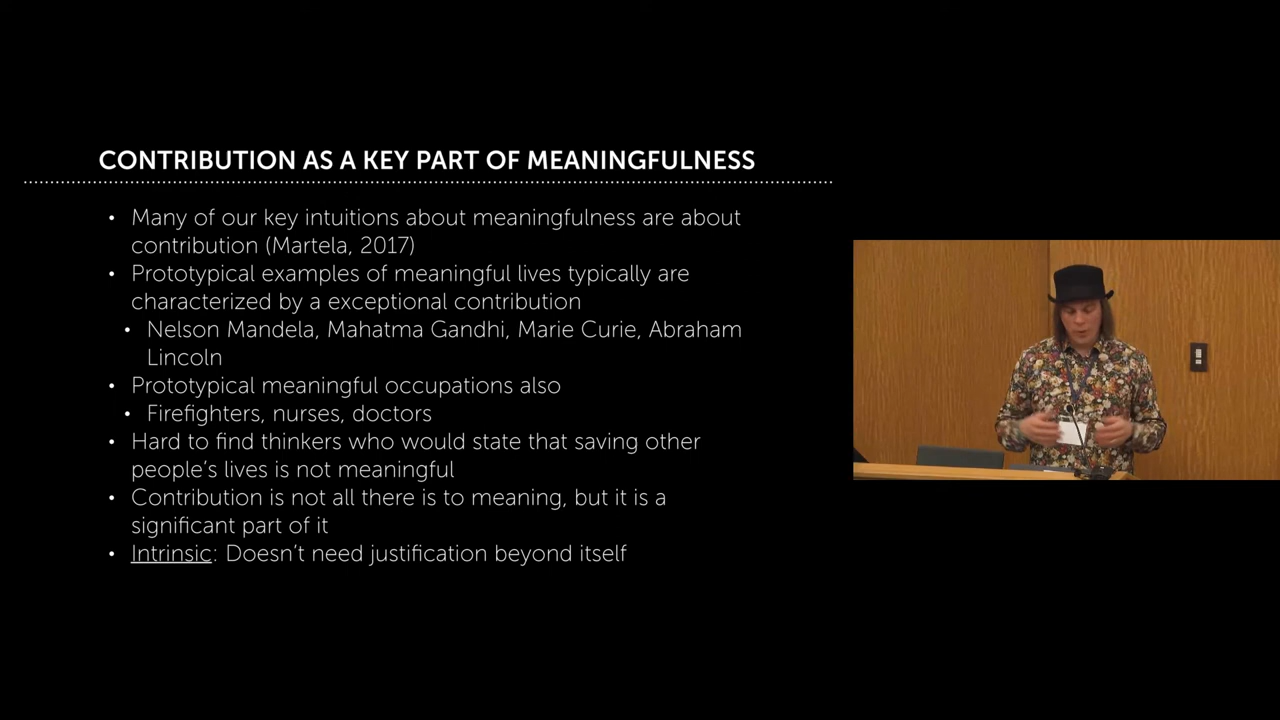 CONTRIBUTION AS A KEY PART OF MEANINGFULNESS
• Many of our key intuitions about meaningfulness are about
contribution (Martela, 2017)
• Prototypical examples of meaningful lives typically are
characterized by a exceptional contribution
• Nelson Mandela, Mahatma Gandhi, Marie Curie, Abraham
Lincoln
• Prototypical meaningful occupations also
• Firefighters, nurses, doctors
• Hard to find thinkers who would state that saving other
people's lives is not meaningful
• Contribution is not all there is to meaning, but it is a
significant part of it
• Intrinsic: Doesn't need justification beyond itself